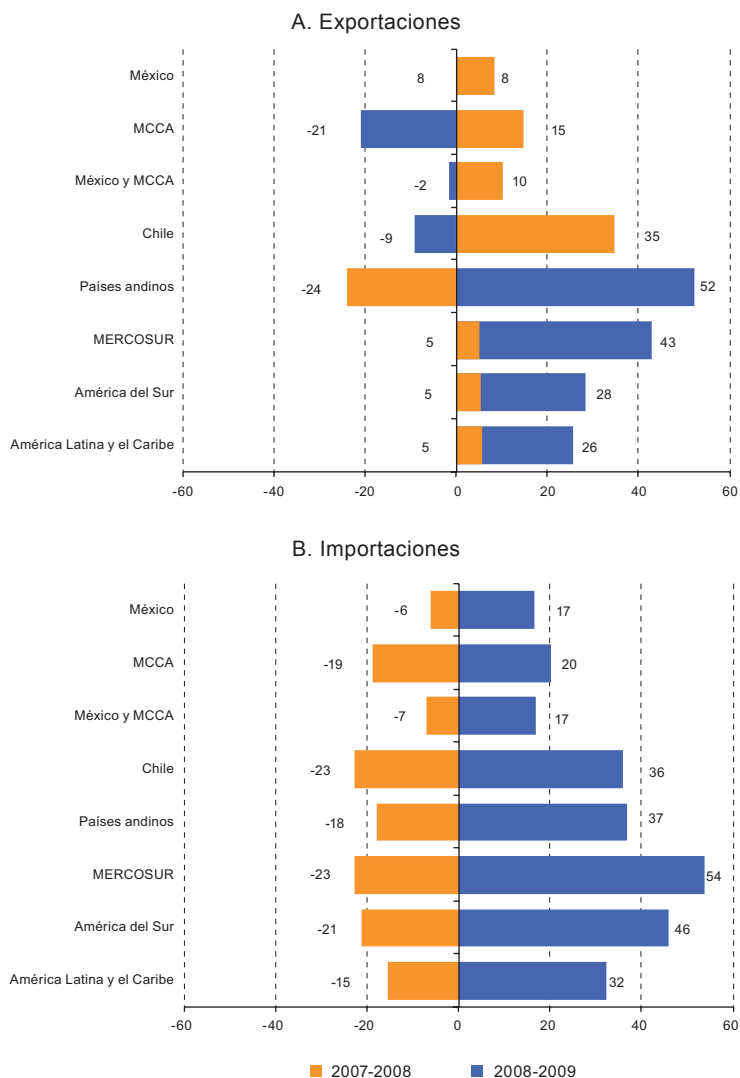 A. Exportaciones
México 8 8
MCCA -21 15
México y MCCA -2 10
Chile -9 35
Países andinos -24 52
MERCOSUR 5 43
América del Sur 5 28
América Latina y el Caribe 5 26
-60 -40 -20 0 20 40 60
B. Importaciones
México -6 17
MCCA -19 20
México y MCCA -7 17
Chile -23 36
Países andinos -18 37
MERCOSUR -23 54
América del Sur -21 46
América Latina y el Caribe -15 32
-60 -40 -20 0 20 40 60
2007-2008 2008-2009